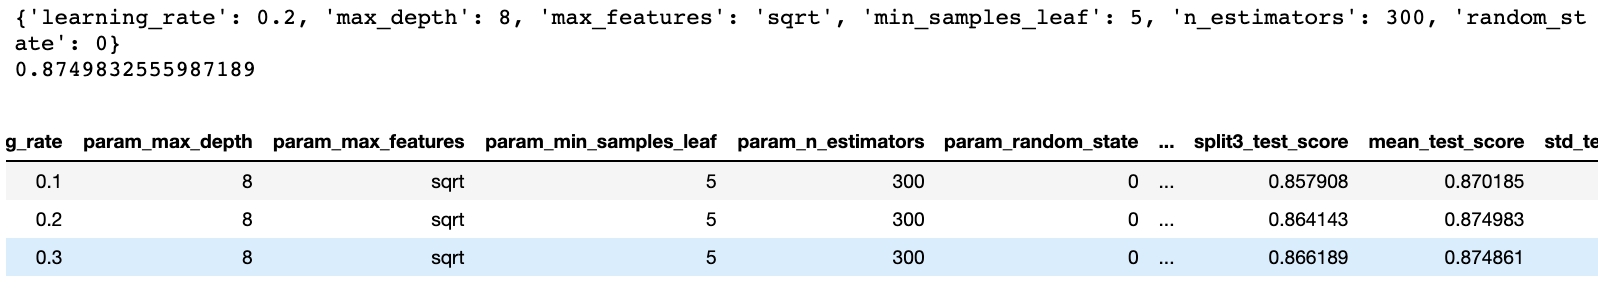 {'learning_rate': 0.2, 'max_depth': 8, 'max_features': 'sqrt', 'min_samples_leaf': 5, 'n_estimators': 300, 'random_st
ate': 0}
0.8749832555987189
g_rate param_max_depth param_max_features param_min_samples_leaf param_n_estimators param_random_state ... split3_test_score mean_test_score std_te
0.1 8 sqrt 5 300 0 ... 0.857908 0.870185
0.2 8 sqrt 5 300 0 ... 0.864143 0.874983
0.3 8 sqrt 5 300 0 ... 0.866189 0.874861